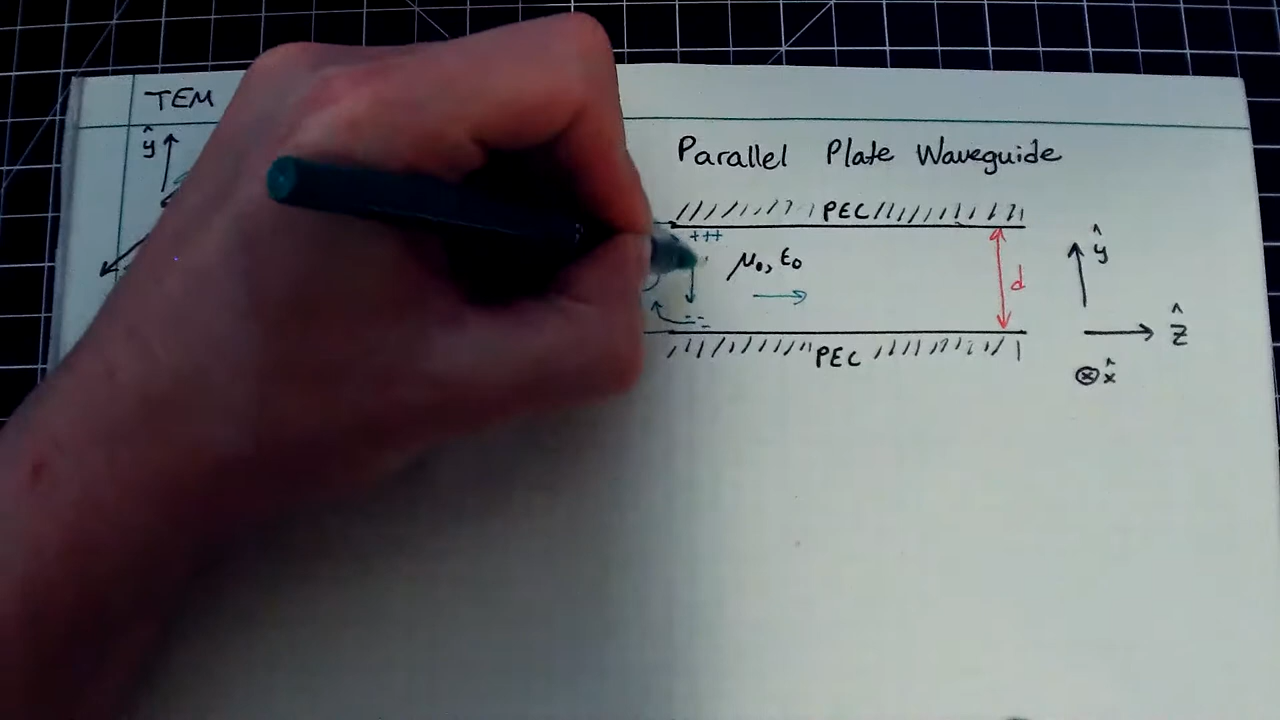 TEM
ŷ
Parallel Plate Waveguide
PEC
+++
μ₀, ε₀
d
ŷ
--
ẑ
PEC
x̂